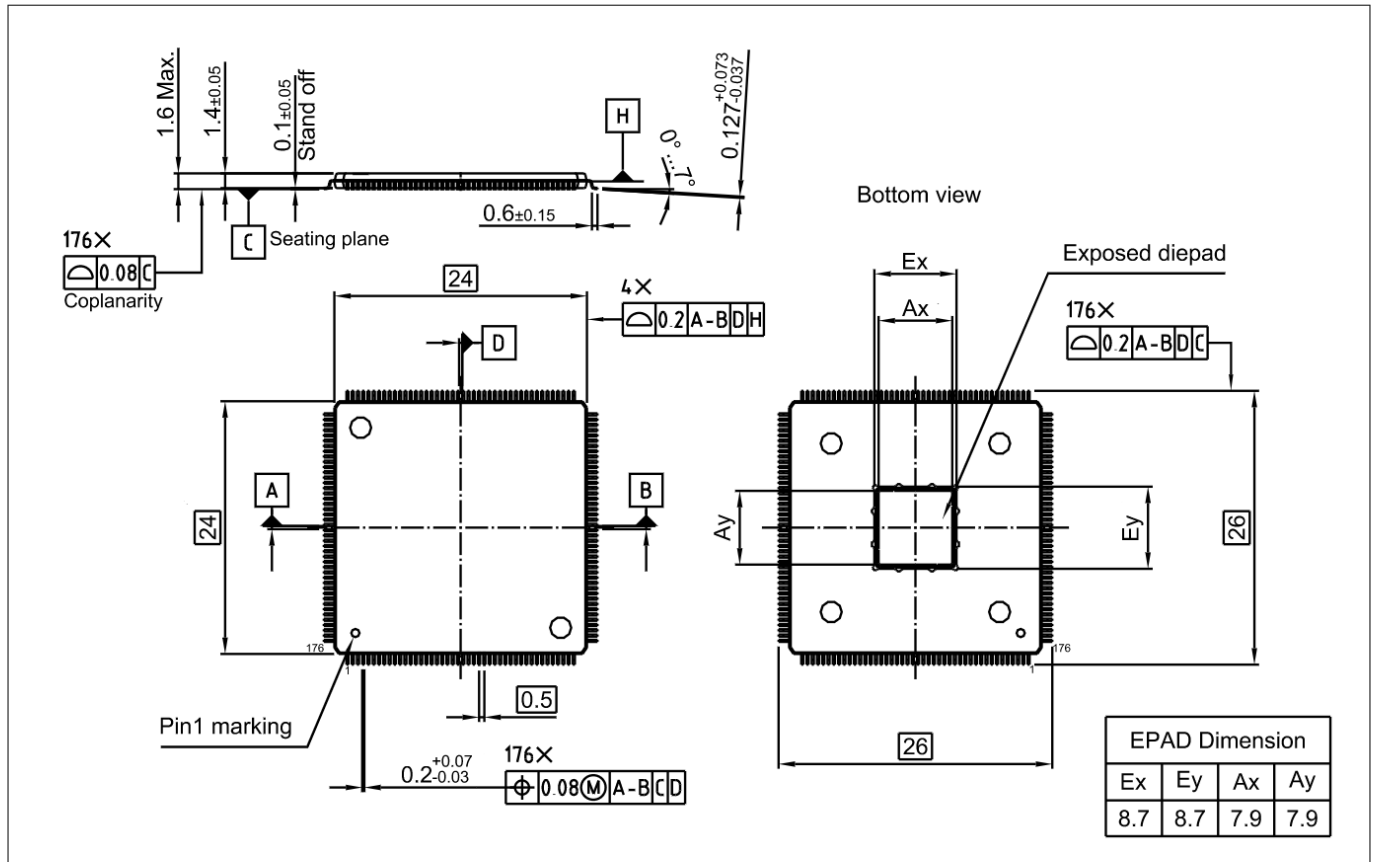 1.6 Max.
1.4±0.05
0.1±0.05
Stand off
H
0°...7°
0.127 +0.073 -0.037
0.6±0.15
Bottom view
C Seating plane
176×
⌓ 0.08 C
Coplanarity
24
4×
⌓ 0.2 A-B D H
D
Ex
Ax
Exposed diepad
176×
⌓ 0.2 A-B D C
A
B
24
Ay
Ey
26
176
1
176
1
0.5
Pin1 marking
0.2 +0.07 -0.03
176×
⌖ 0.08 Ⓜ A-B C D
26
EPAD Dimension
Ex Ey Ax Ay
8.7 8.7 7.9 7.9